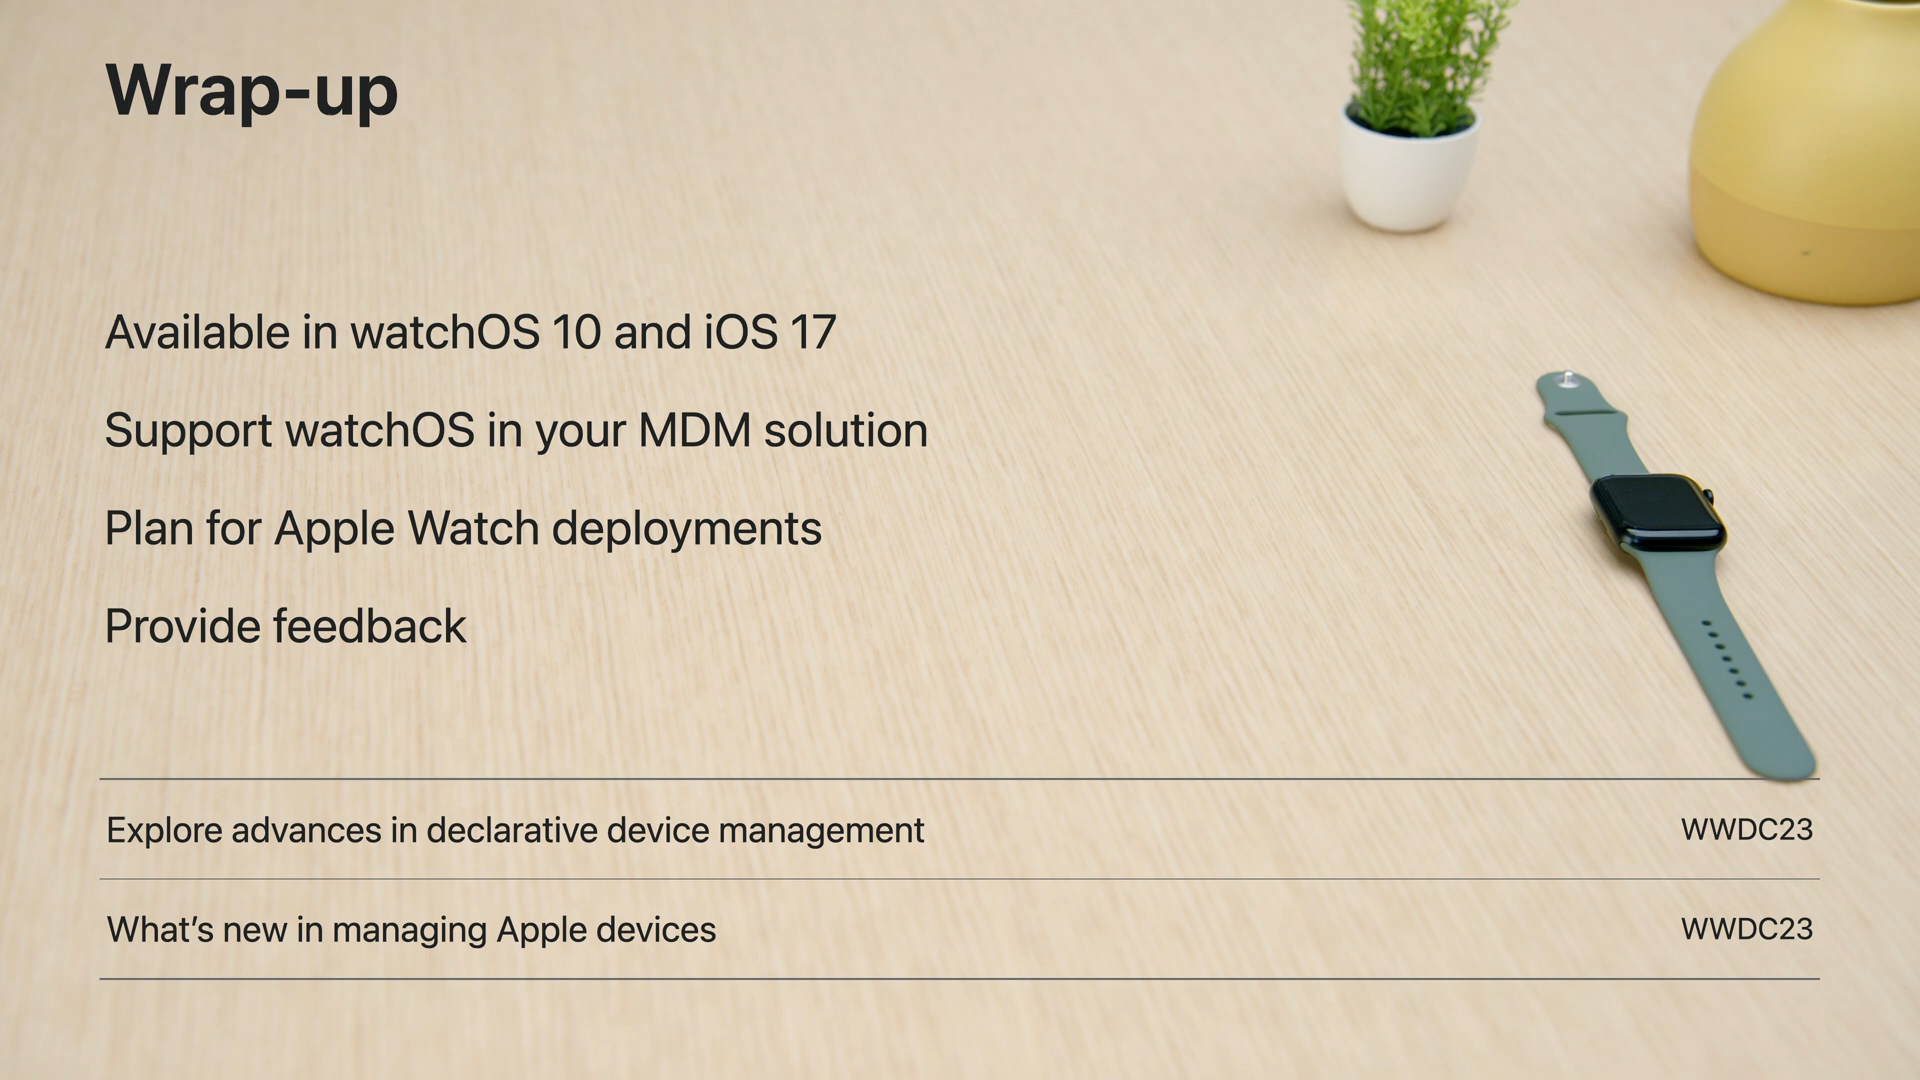 Wrap-up
Available in watchOS 10 and iOS 17
Support watchOS in your MDM solution
Plan for Apple Watch deployments
Provide feedback
Explore advances in declarative device management WWDC23
What’s new in managing Apple devices WWDC23